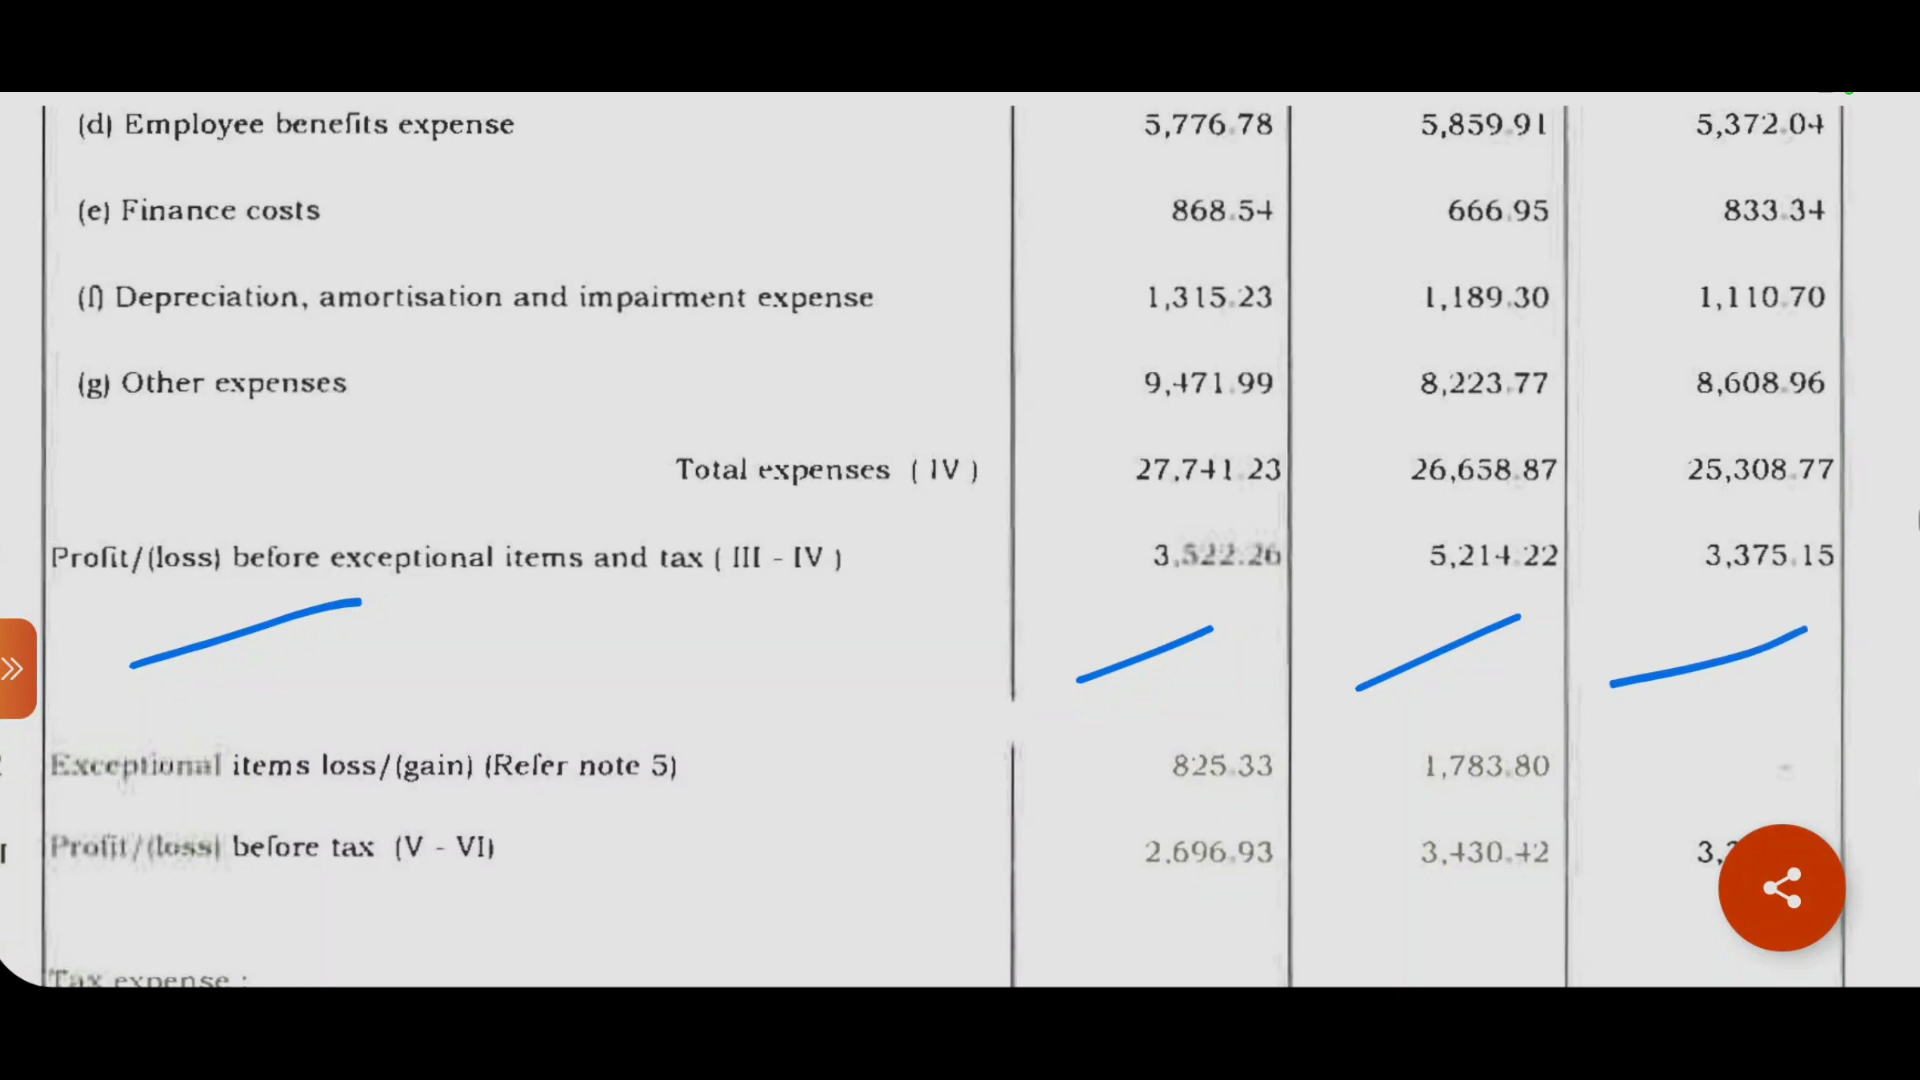 (d) Employee benefits expense 5,776.78 5,859.91 5,372.04
(e) Finance costs 868.54 666.95 833.34
(f) Depreciation, amortisation and impairment expense 1,315.23 1,189.30 1,110.70
(g) Other expenses 9,471.99 8,223.77 8,608.96
Total expenses ( IV ) 27,741.23 26,658.87 25,308.77
Profit/(loss) before exceptional items and tax ( III - IV ) 3,522.26 5,214.22 3,375.15
Exceptional items loss/(gain) (Refer note 5) 825.33 1,783.80 -
Profit/(loss) before tax (V - VI) 2,696.93 3,430.42
Tax expense :